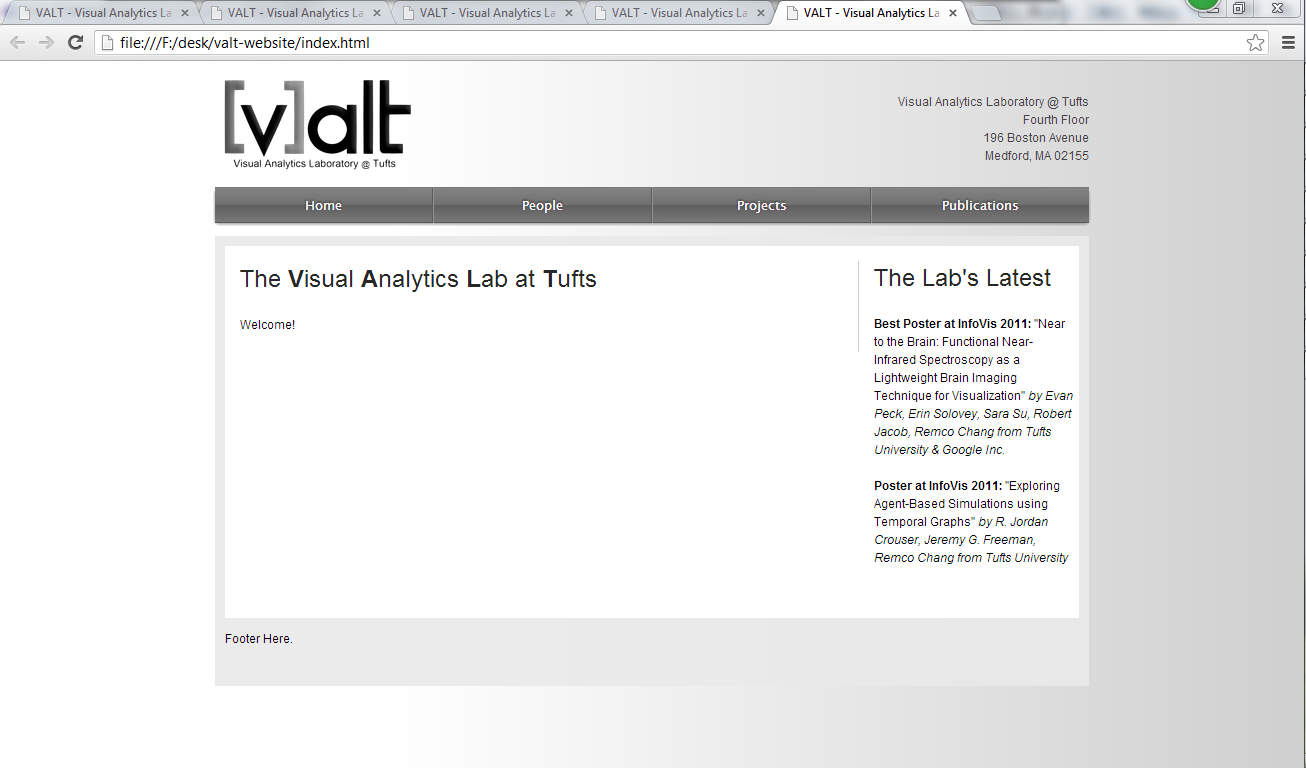 VALT - Visual Analytics La
VALT - Visual Analytics La
VALT - Visual Analytics La
VALT - Visual Analytics La
VALT - Visual Analytics La
file:///F:/desk/valt-website/index.html
[v]alt
Visual Analytics Laboratory @ Tufts
Visual Analytics Laboratory @ Tufts
Fourth Floor
196 Boston Avenue
Medford, MA 02155
Home People Projects Publications
The Visual Analytics Lab at Tufts
Welcome!
The Lab's Latest
Best Poster at InfoVis 2011: "Near
to the Brain: Functional Near-
Infrared Spectroscopy as a
Lightweight Brain Imaging
Technique for Visualization" by Evan
Peck, Erin Solovey, Sara Su, Robert
Jacob, Remco Chang from Tufts
University & Google Inc.
Poster at InfoVis 2011: "Exploring
Agent-Based Simulations using
Temporal Graphs" by R. Jordan
Crouser, Jeremy G. Freeman,
Remco Chang from Tufts University
Footer Here.